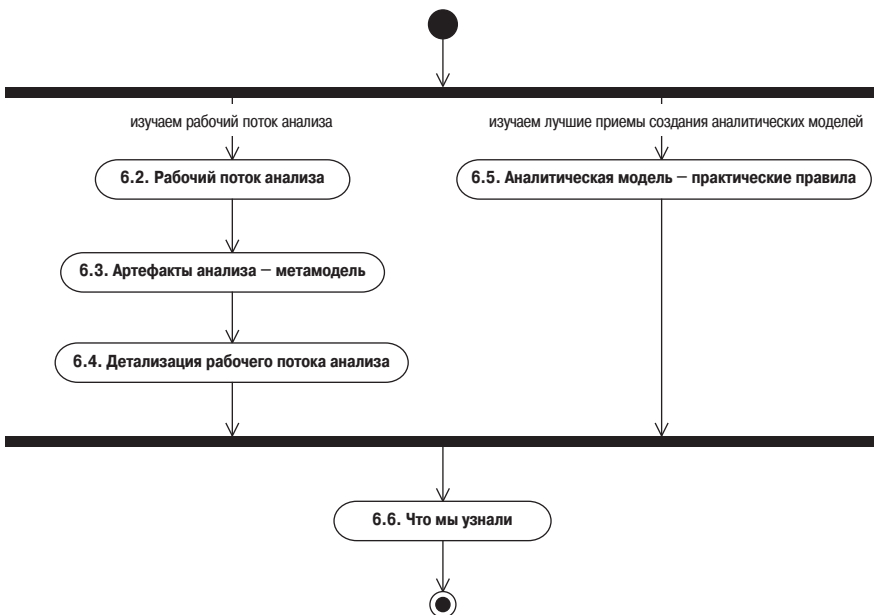 изучаем рабочий поток анализа
изучаем лучшие приемы создания аналитических моделей
6.2. Рабочий поток анализа
6.5. Аналитическая модель – практические правила
6.3. Артефакты анализа – метамодель
6.4. Детализация рабочего потока анализа
6.6. Что мы узнали